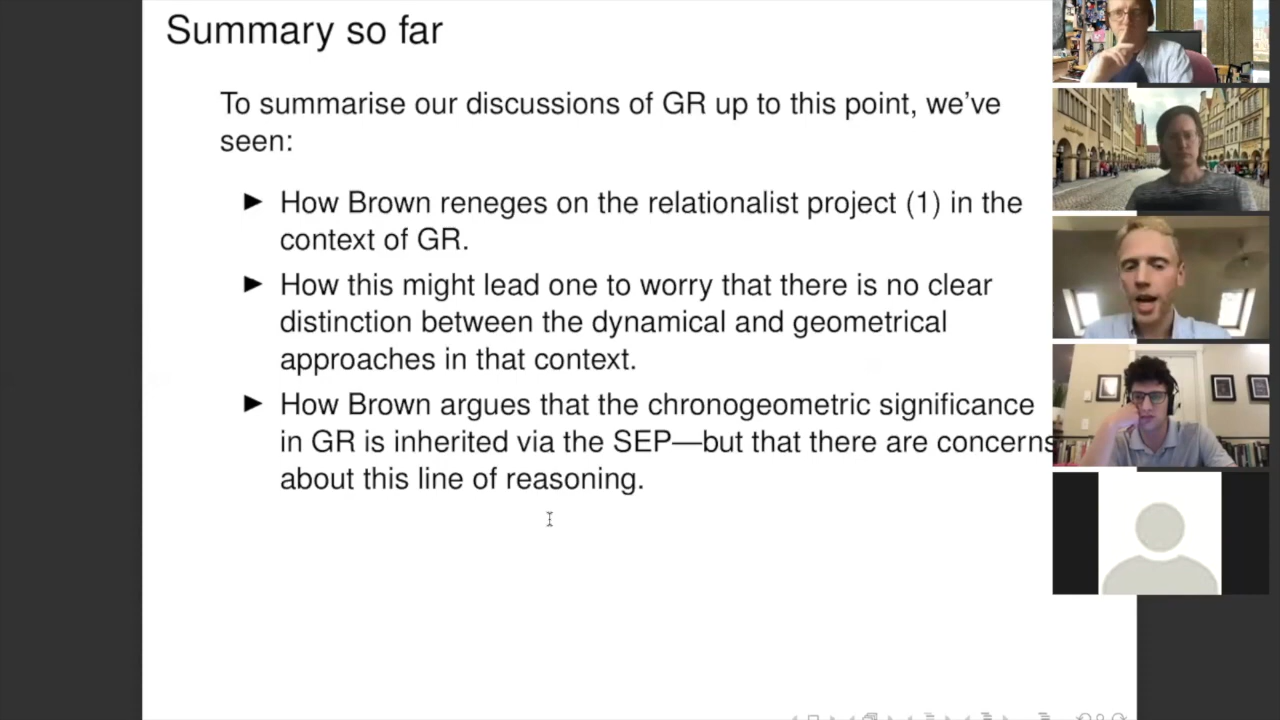 Summary so far
To summarise our discussions of GR up to this point, we've
seen:
► How Brown reneges on the relationalist project (1) in the
context of GR.
► How this might lead one to worry that there is no clear
distinction between the dynamical and geometrical
approaches in that context.
► How Brown argues that the chronogeometric significance
in GR is inherited via the SEP—but that there are concerns
about this line of reasoning.